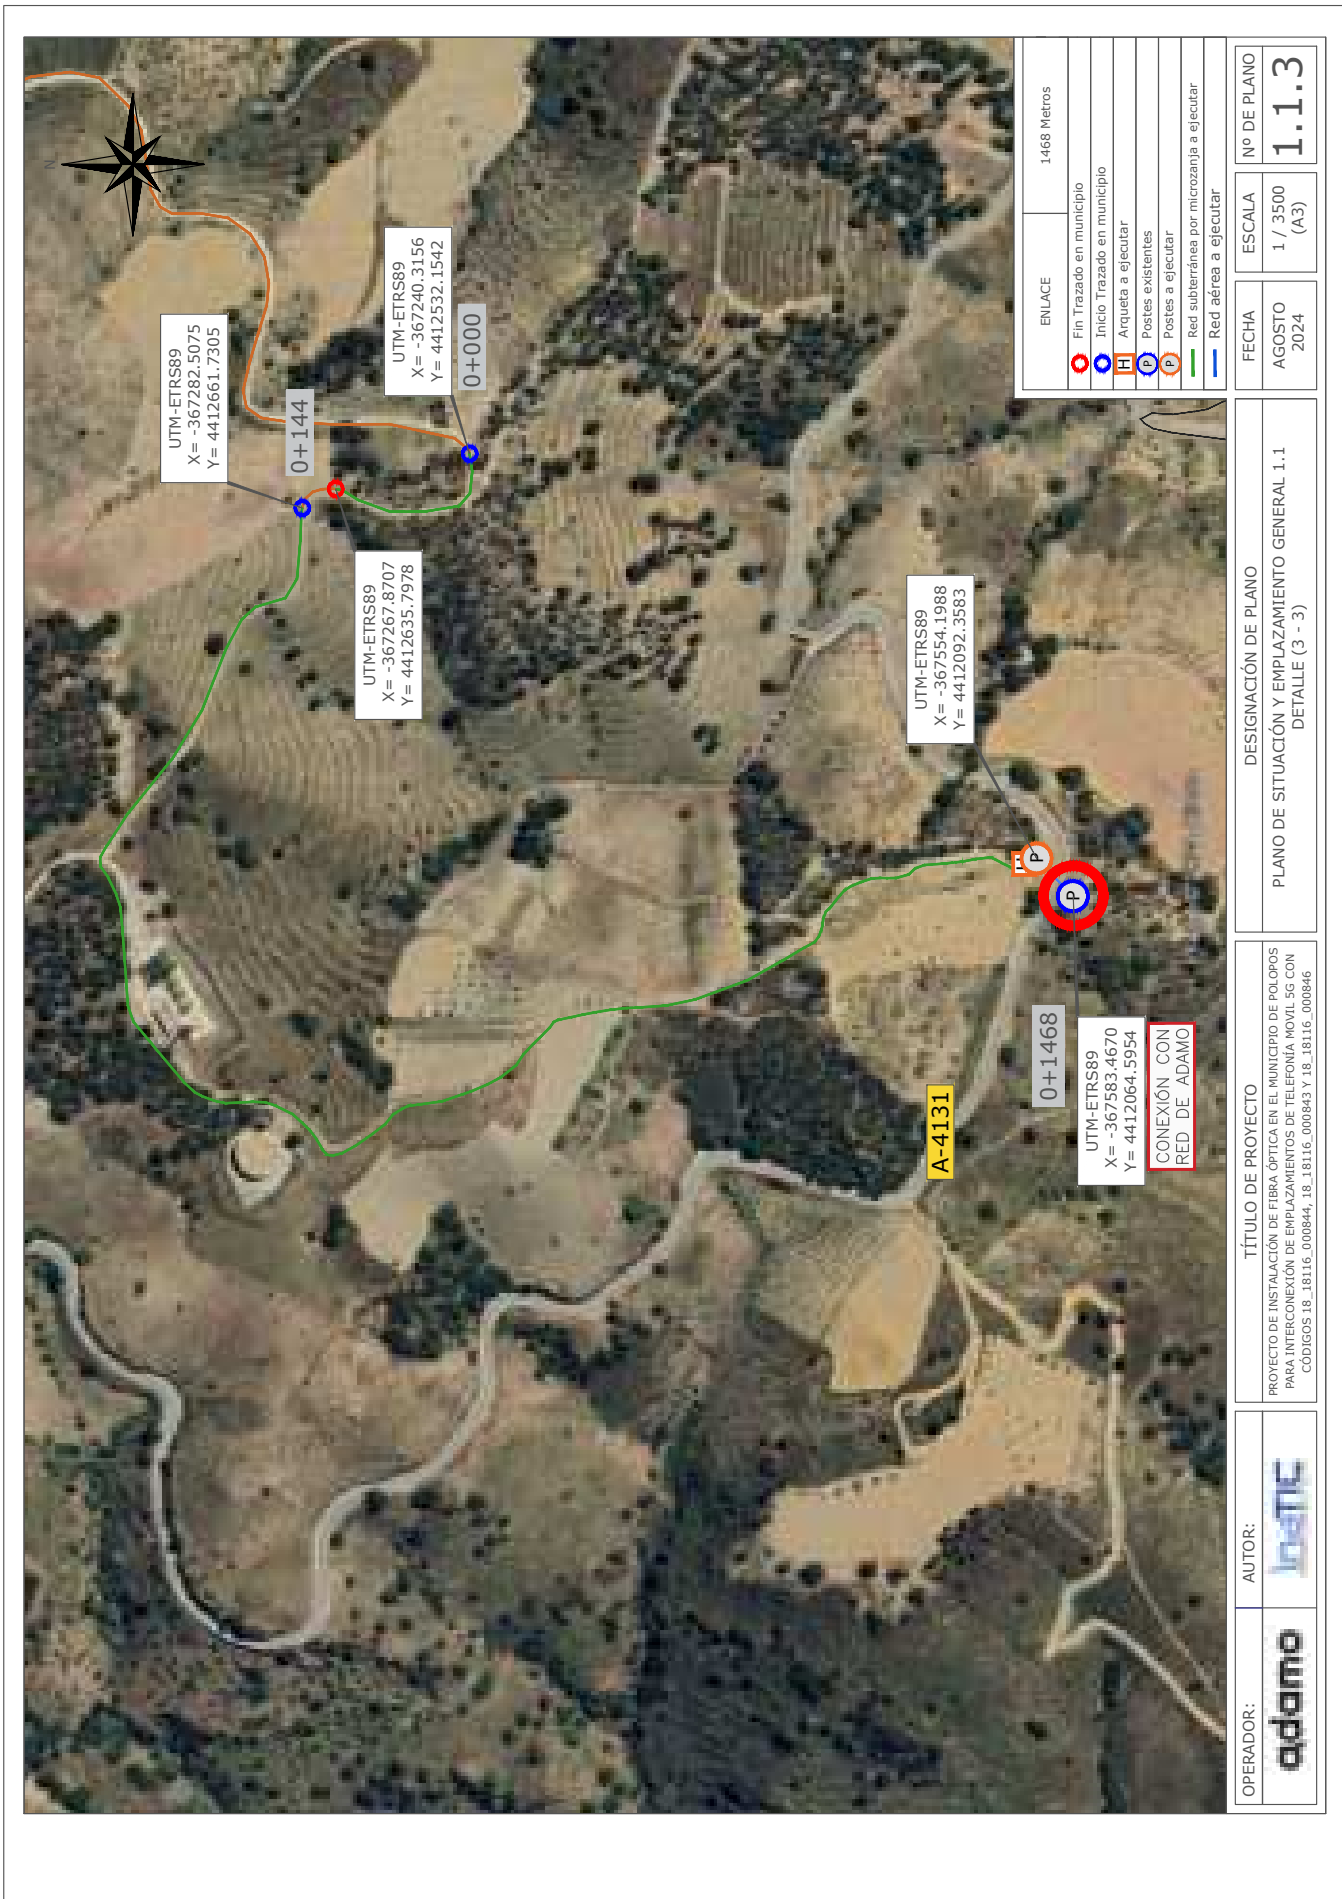 N
UTM-ETRS89
X= -367282.5075
Y= 4412661.7305
0+144
UTM-ETRS89
X= -367240.3156
Y= 4412532.1542
0+000
UTM-ETRS89
X= -367267.8707
Y= 4412635.7978
UTM-ETRS89
X= -367554.1988
Y= 4412092.3583
H
P
P
A-4131
0+1468
UTM-ETRS89
X= -367583.4670
Y= 4412064.5954
CONEXIÓN CON
RED DE ADAMO
ENLACE
1468 Metros
Fin Trazado en municipio
Inicio Trazado en municipio
H
Arqueta a ejecutar
P
Postes existentes
P
Postes a ejecutar
Red subterránea por microzanja a ejecutar
Red aérea a ejecutar
OPERADOR:
adamo
AUTOR:
TÍTULO DE PROYECTO
PROYECTO DE INSTALACIÓN DE FIBRA ÓPTICA EN EL MUNICIPIO DE POLOPOS
PARA INTERCONEXIÓN DE EMPLAZAMIENTOS DE TELEFONÍA MOVIL 5G CON
CÓDIGOS 18_18116_000844, 18_18116_000843 Y 18_18116_000846
DESIGNACIÓN DE PLANO
PLANO DE SITUACIÓN Y EMPLAZAMIENTO GENERAL 1.1
DETALLE (3 - 3)
FECHA
AGOSTO
2024
ESCALA
1 / 3500
(A3)
Nº DE PLANO
1.1.3